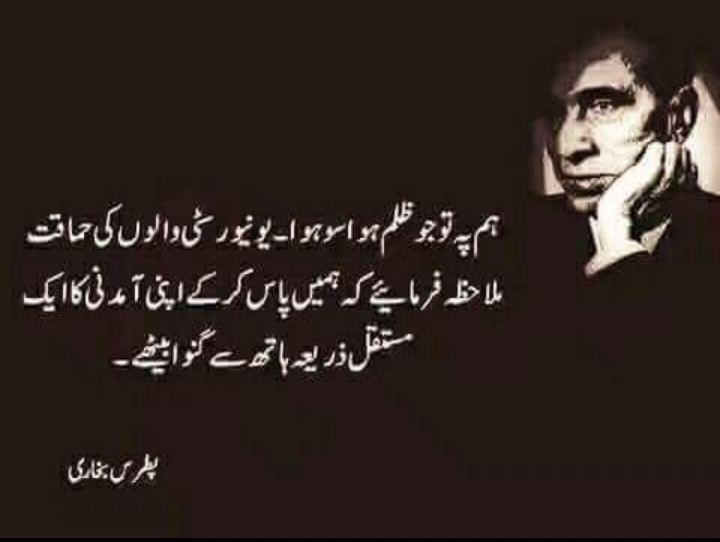 ہم پہ تو جو ظلم ہوا سو ہوا۔ یونیورسٹی والوں کی حماقت
ملاحظہ فرمایئے کہ ہمیں پاس کر کے اپنی آمدنی کا ایک
مستقل ذریعہ ہاتھ سے گنوا بیٹھے۔
پطرس بخاری